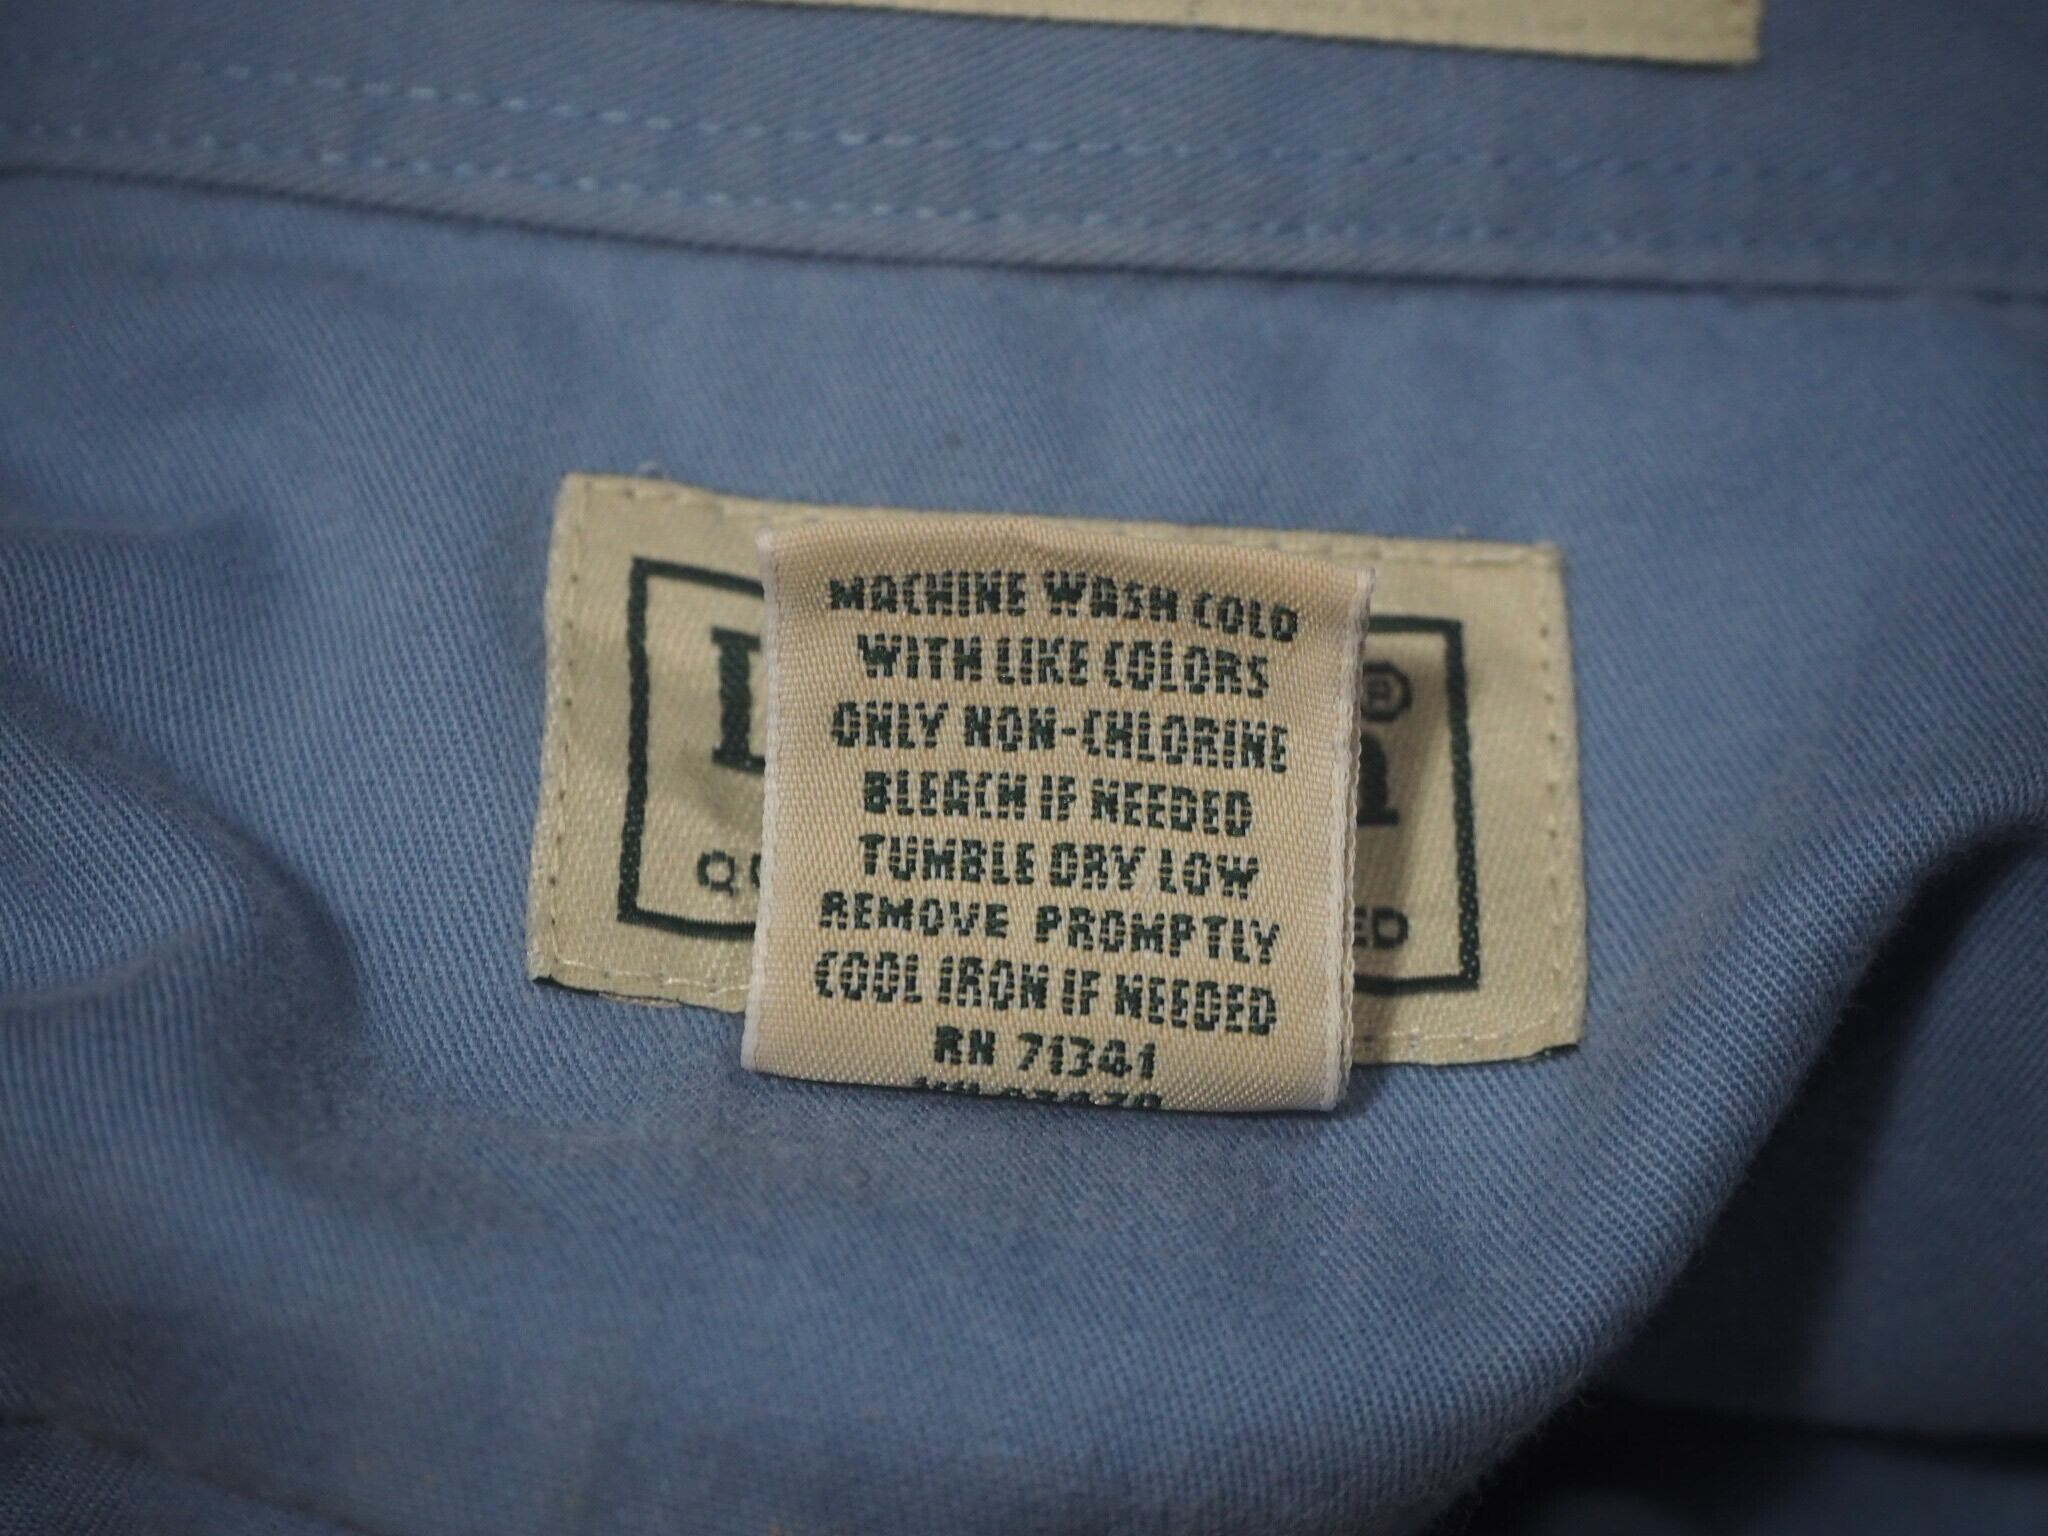 MACHINE WASH COLD
WITH LIKE COLORS
ONLY NON-CHLORINE
BLEACH IF NEEDED
TUMBLE DRY LOW
REMOVE PROMPTLY
COOL IRON IF NEEDED
RN 71341